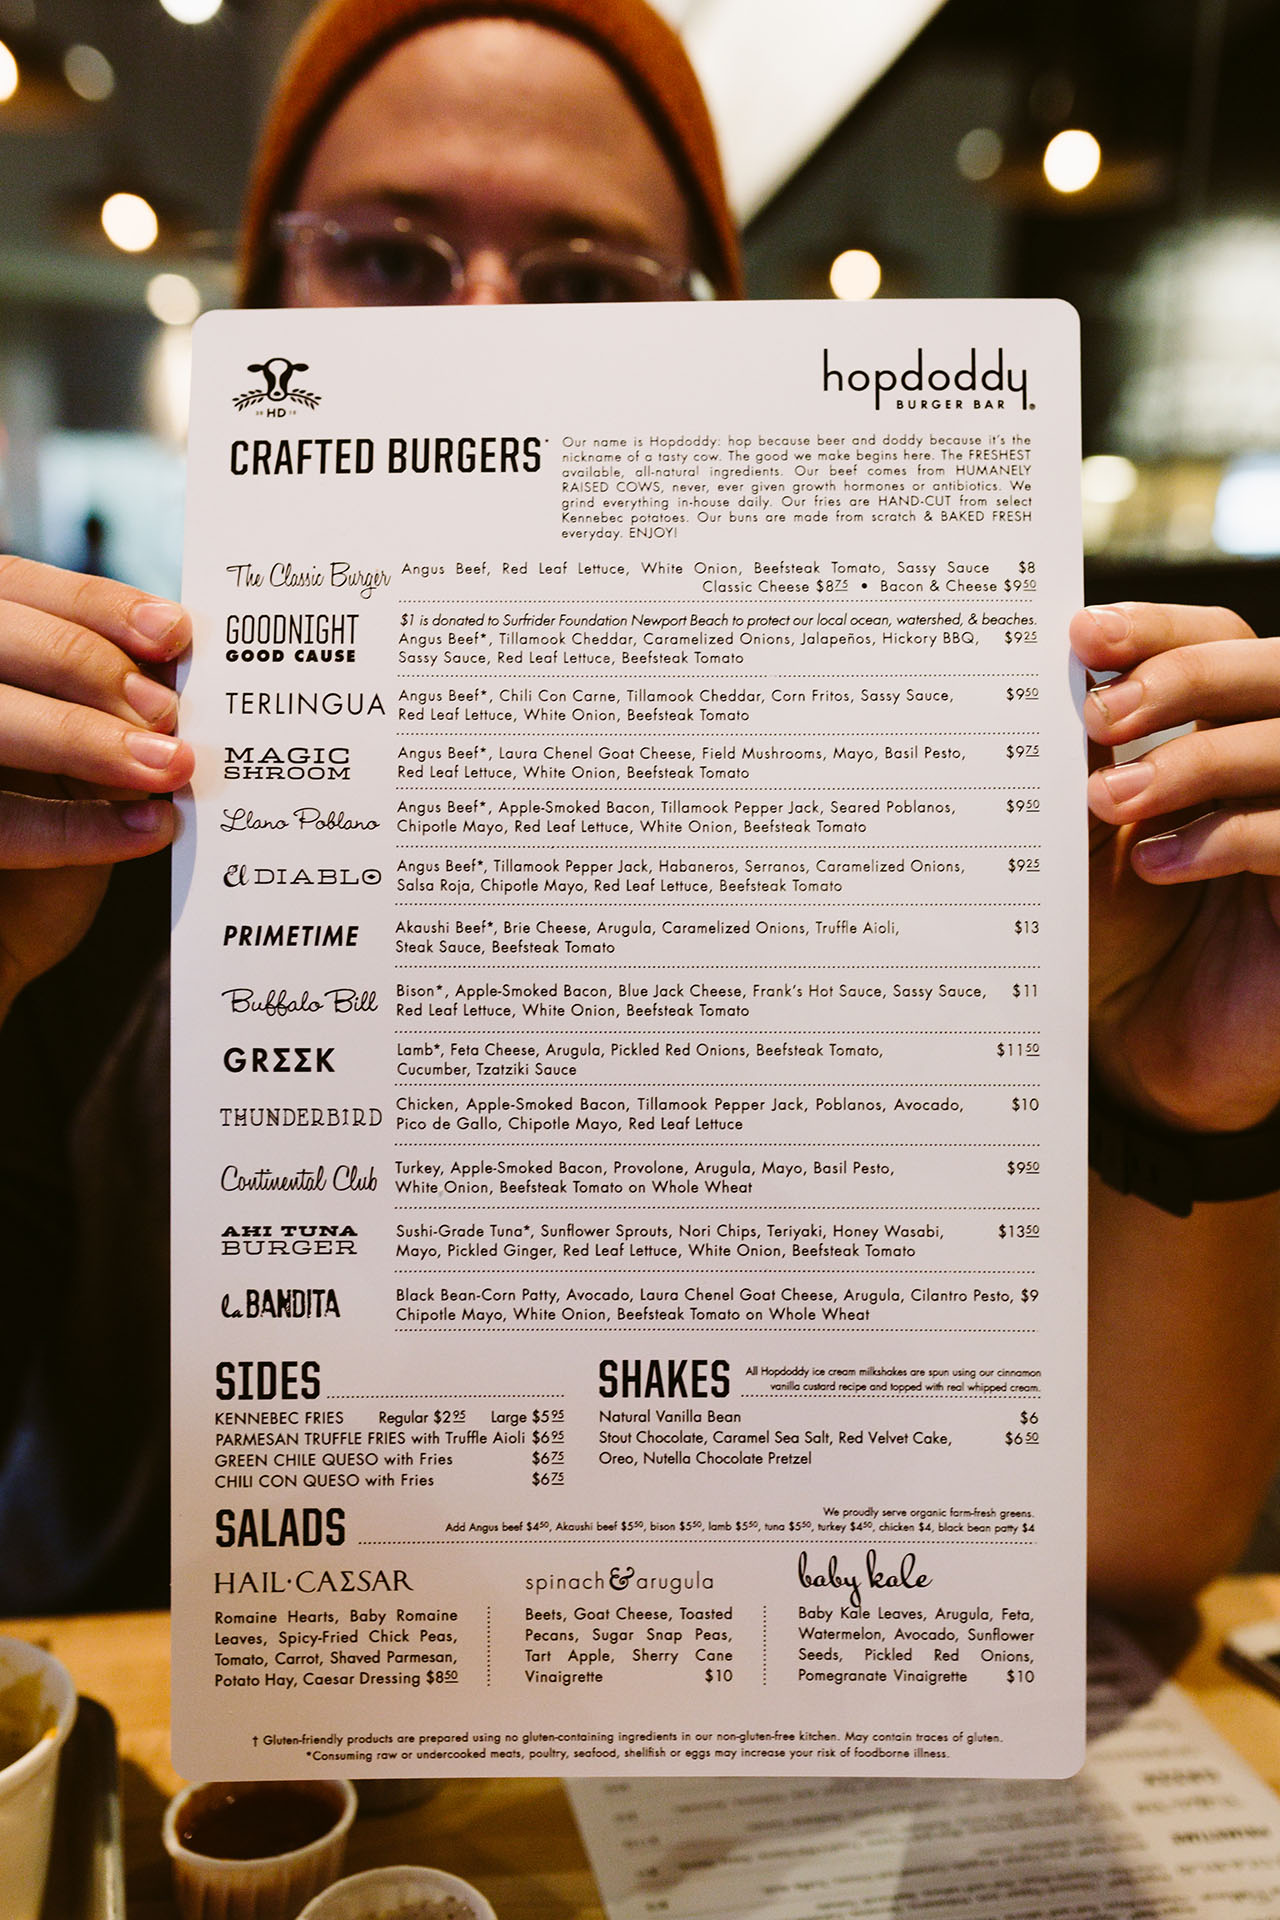 HD
hopdoddy
BURGER BAR
CRAFTED BURGERS*
Our name is Hopdoddy: hop because beer and doddy because it's the
nickname of a tasty cow. The good we make begins here. The FRESHEST
available, all-natural ingredients. Our beef comes from HUMANELY
RAISED COWS, never, ever given growth hormones or antibiotics. We
grind everything in-house daily. Our fries are HAND-CUT from select
Kennebec potatoes. Our buns are made from scratch & BAKED FRESH
everyday. ENJOY!
The Classic Burger Angus Beef, Red Leaf Lettuce, White Onion, Beefsteak Tomato, Sassy Sauce $8
Classic Cheese $8 75 • Bacon & Cheese $9 50
GOODNIGHT
GOOD CAUSE
$1 is donated to Surfrider Foundation Newport Beach to protect our local ocean, watershed, & beaches.
Angus Beef*, Tillamook Cheddar, Caramelized Onions, Jalapeños, Hickory BBQ, $9 25
Sassy Sauce, Red Leaf Lettuce, Beefsteak Tomato
TERLINGUA Angus Beef*, Chili Con Carne, Tillamook Cheddar, Corn Fritos, Sassy Sauce, $9 50
Red Leaf Lettuce, White Onion, Beefsteak Tomato
MAGIC
SHROOM
Angus Beef*, Laura Chenel Goat Cheese, Field Mushrooms, Mayo, Basil Pesto, $9 75
Red Leaf Lettuce, White Onion, Beefsteak Tomato
Llano Poblano Angus Beef*, Apple-Smoked Bacon, Tillamook Pepper Jack, Seared Poblanos, $9 50
Chipotle Mayo, Red Leaf Lettuce, White Onion, Beefsteak Tomato
El DIABLO Angus Beef*, Tillamook Pepper Jack, Habaneros, Serranos, Caramelized Onions, $9 25
Salsa Roja, Chipotle Mayo, Red Leaf Lettuce, Beefsteak Tomato
PRIMETIME Akaushi Beef*, Brie Cheese, Arugula, Caramelized Onions, Truffle Aioli, $13
Steak Sauce, Beefsteak Tomato
Buffalo Bill Bison*, Apple-Smoked Bacon, Blue Jack Cheese, Frank's Hot Sauce, Sassy Sauce, $11
Red Leaf Lettuce, White Onion, Beefsteak Tomato
GRΣΣK Lamb*, Feta Cheese, Arugula, Pickled Red Onions, Beefsteak Tomato, $11 50
Cucumber, Tzatziki Sauce
THUNDERBIRD Chicken, Apple-Smoked Bacon, Tillamook Pepper Jack, Poblanos, Avocado, $10
Pico de Gallo, Chipotle Mayo, Red Leaf Lettuce
Continental Club Turkey, Apple-Smoked Bacon, Provolone, Arugula, Mayo, Basil Pesto, $9 50
White Onion, Beefsteak Tomato on Whole Wheat
AHI TUNA
BURGER
Sushi-Grade Tuna*, Sunflower Sprouts, Nori Chips, Teriyaki, Honey Wasabi, $13 50
Mayo, Pickled Ginger, Red Leaf Lettuce, White Onion, Beefsteak Tomato
la BANDITA Black Bean-Corn Patty, Avocado, Laura Chenel Goat Cheese, Arugula, Cilantro Pesto, $9
Chipotle Mayo, White Onion, Beefsteak Tomato on Whole Wheat
SIDES
KENNEBEC FRIES Regular $2 95 Large $5 95
PARMESAN TRUFFLE FRIES with Truffle Aioli $6 95
GREEN CHILE QUESO with Fries $6 75
CHILI CON QUESO with Fries $6 75
SHAKES
All Hopdoddy ice cream milkshakes are spun using our cinnamon
vanilla custard recipe and topped with real whipped cream.
Natural Vanilla Bean $6
Stout Chocolate, Caramel Sea Salt, Red Velvet Cake, $6 50
Oreo, Nutella Chocolate Pretzel
SALADS
We proudly serve organic farm-fresh greens.
Add Angus beef $4 50, Akaushi beef $5 50, bison $5 50, lamb $5 50, tuna $5 50, turkey $4 50, chicken $4, black bean patty $4
HAIL·CAΣSAR
Romaine Hearts, Baby Romaine
Leaves, Spicy-Fried Chick Peas,
Tomato, Carrot, Shaved Parmesan,
Potato Hay, Caesar Dressing $8 50
spinach & arugula
Beets, Goat Cheese, Toasted
Pecans, Sugar Snap Peas,
Tart Apple, Sherry Cane
Vinaigrette $10
baby kale
Baby Kale Leaves, Arugula, Feta,
Watermelon, Avocado, Sunflower
Seeds, Pickled Red Onions,
Pomegranate Vinaigrette $10
† Gluten-friendly products are prepared using no gluten-containing ingredients in our non-gluten-free kitchen. May contain traces of gluten.
*Consuming raw or undercooked meats, poultry, seafood, shellfish or eggs may increase your risk of foodborne illness.